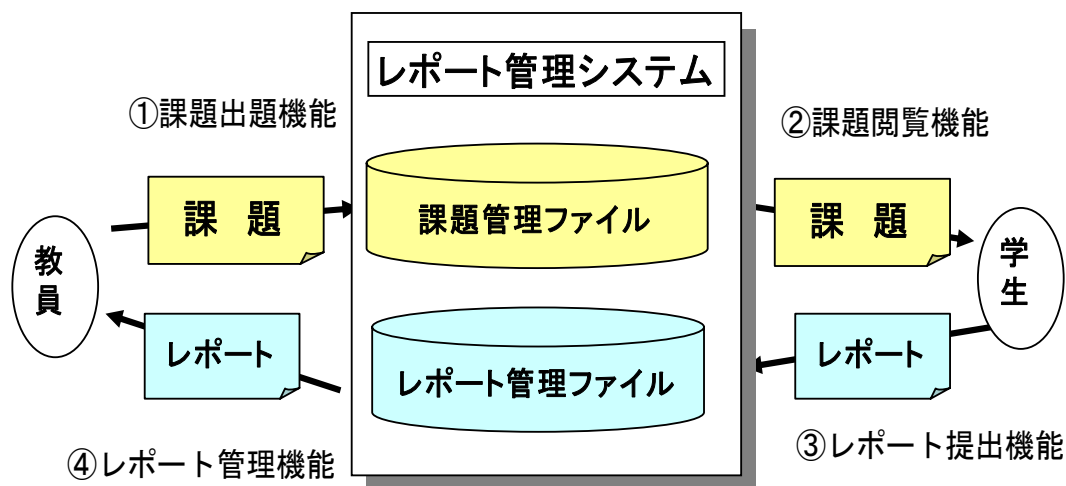 レポート管理システム
①課題出題機能
②課題閲覧機能
課　題
課題管理ファイル
課　題
教
員
学
生
レポート
レポート管理ファイル
レポート
④レポート管理機能
③レポート提出機能